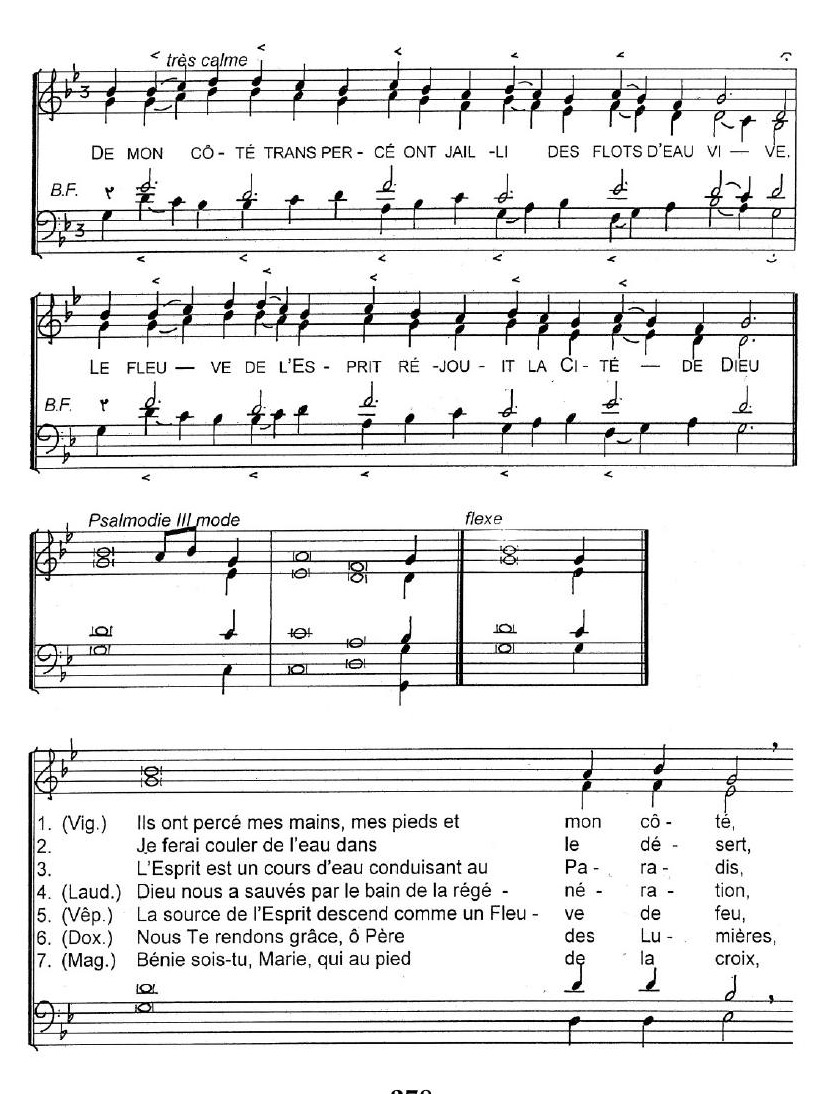 très calme
DE MON CÔ - TÉ TRANSPER - CÉ ONT JAIL -LI DES FLOTS D'EAU VI — VE.
B.F.
LE FLEU — VE DE L'ES - PRIT RÉ -JOU - IT LA CI - TÉ — DE DIEU
B.F.
Psalmodie III mode flexe
1. (Vig.) Ils ont percé mes mains, mes pieds et mon cô - té,
2. Je ferai couler de l'eau dans le dé - sert,
3. L'Esprit est un cours d'eau conduisant au Pa - ra - dis,
4. (Laud.) Dieu nous a sauvés par le bain de la régé - né - ra - tion,
5. (Vêp.) La source de l'Esprit descend comme un Fleu - ve de feu,
6. (Dox.) Nous Te rendons grâce, ô Père des Lu - mières,
7. (Mag.) Bénie sois-tu, Marie, qui au pied de la croix,